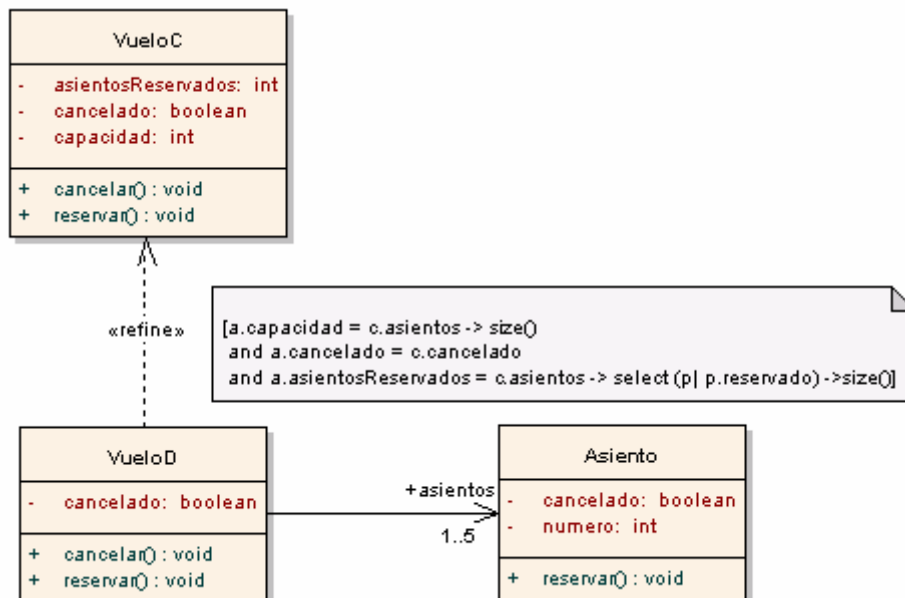 VueloC
- asientosReservados: int
- cancelado: boolean
- capacidad: int
+ cancelar() : void
+ reservar() : void
«refine»
[a.capacidad = c.asientos -> size()
and a.cancelado = c.cancelado
and a.asientosReservados = c.asientos -> select (p| p.reservado) ->size()]
VueloD
- cancelado: boolean
+ cancelar() : void
+ reservar() : void
+asientos
1..5
Asiento
- cancelado: boolean
- numero: int
+ reservar() : void